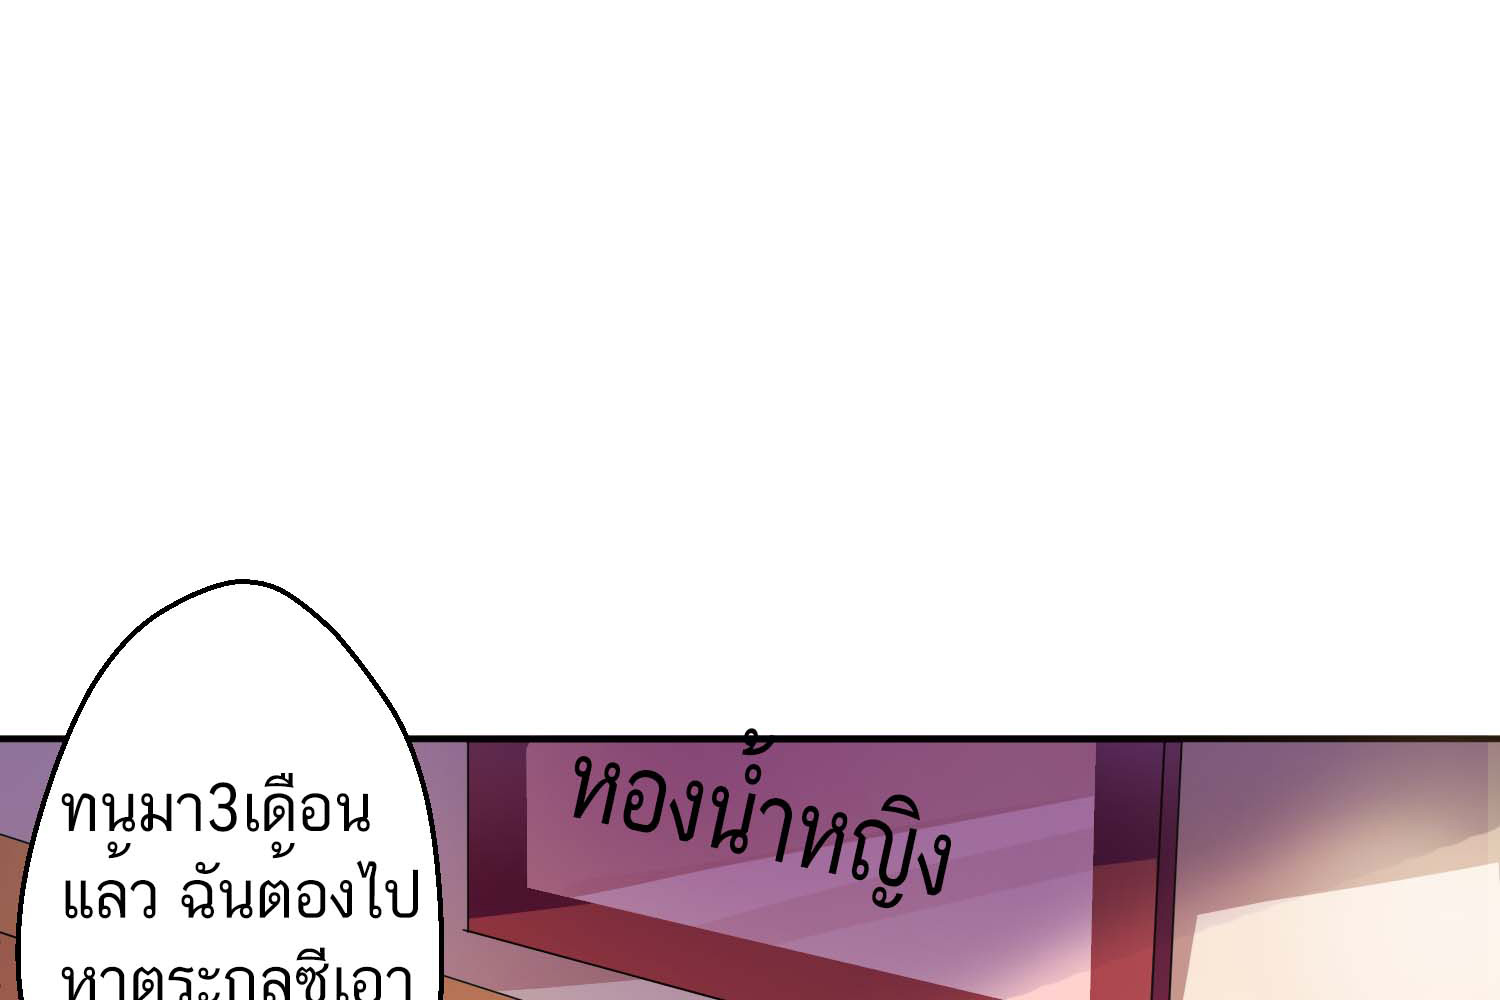 ห้องน้ำหญิง
ทนมา3เดือน
แล้ว ฉันต้องไป
หาตระกูลซีเอา